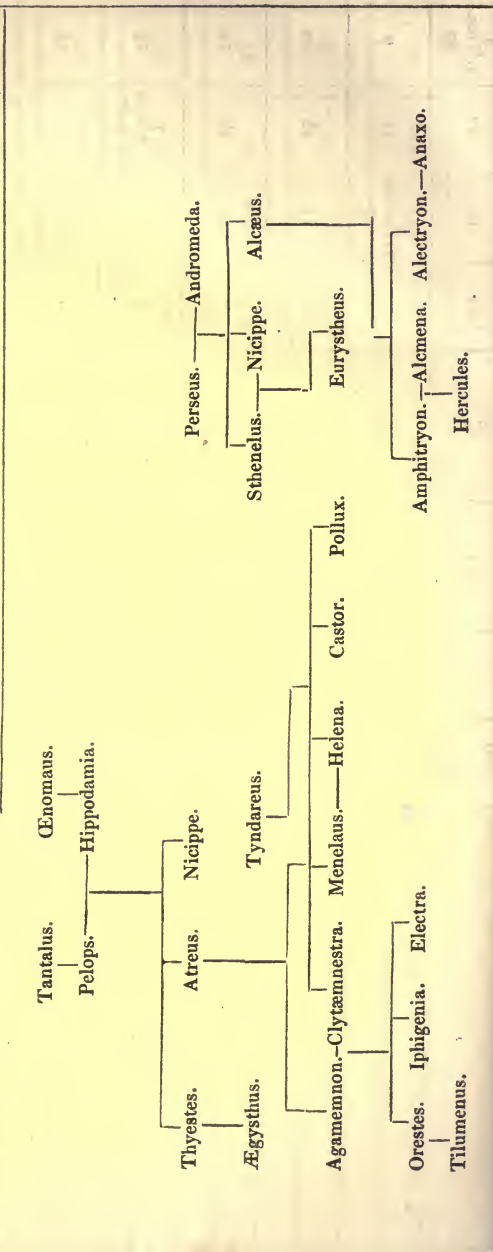 Tantalus. Œnomaus.
Pelops.—Hippodamia.
Thyestes. Atreus. Nicippe.
Ægysthus. Tyndareus.
Agamemnon.—Clytæmnestra. Menelaus.—Helena. Castor. Pollux.
Orestes. Iphigenia. Electra.
Tilumenus.
Perseus.—Andromeda.
Sthenelus.—Nicippe. Alcæus.
Eurystheus.
Amphitryon.—Alcmena. Alectryon.—Anaxo.
Hercules.